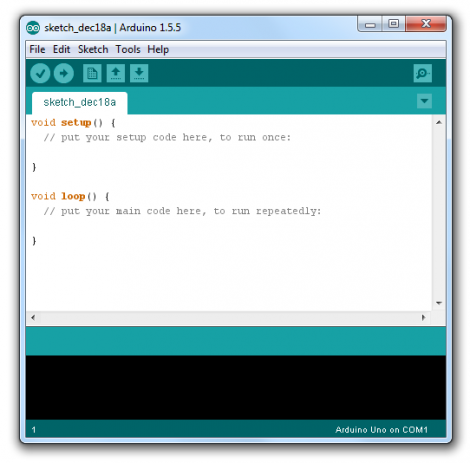 sketch_dec18a | Arduino 1.5.5
File Edit Sketch Tools Help
sketch_dec18a
void setup() {
  // put your setup code here, to run once:
}
void loop() {
  // put your main code here, to run repeatedly:
}
1
Arduino Uno on COM1